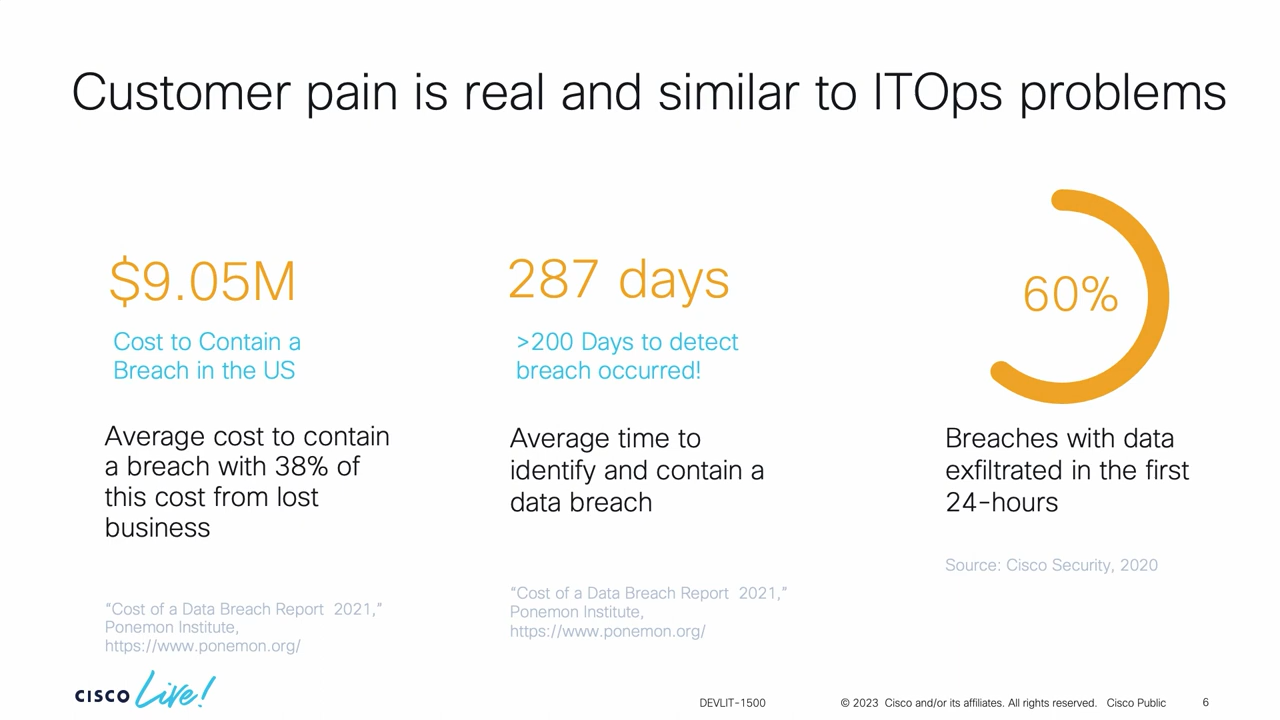 Customer pain is real and similar to ITOps problems
$9.05M
Cost to Contain a
Breach in the US
Average cost to contain
a breach with 38% of
this cost from lost
business
“Cost of a Data Breach Report  2021,”
Ponemon Institute,
https://www.ponemon.org/
287 days
>200 Days to detect
breach occurred!
Average time to
identify and contain a
data breach
“Cost of a Data Breach Report  2021,”
Ponemon Institute,
https://www.ponemon.org/
60%
Breaches with data
exfiltrated in the first
24-hours
Source: Cisco Security, 2020
CISCO Live!
DEVLIT-1500
© 2023  Cisco and/or its affiliates. All rights reserved.   Cisco Public
6